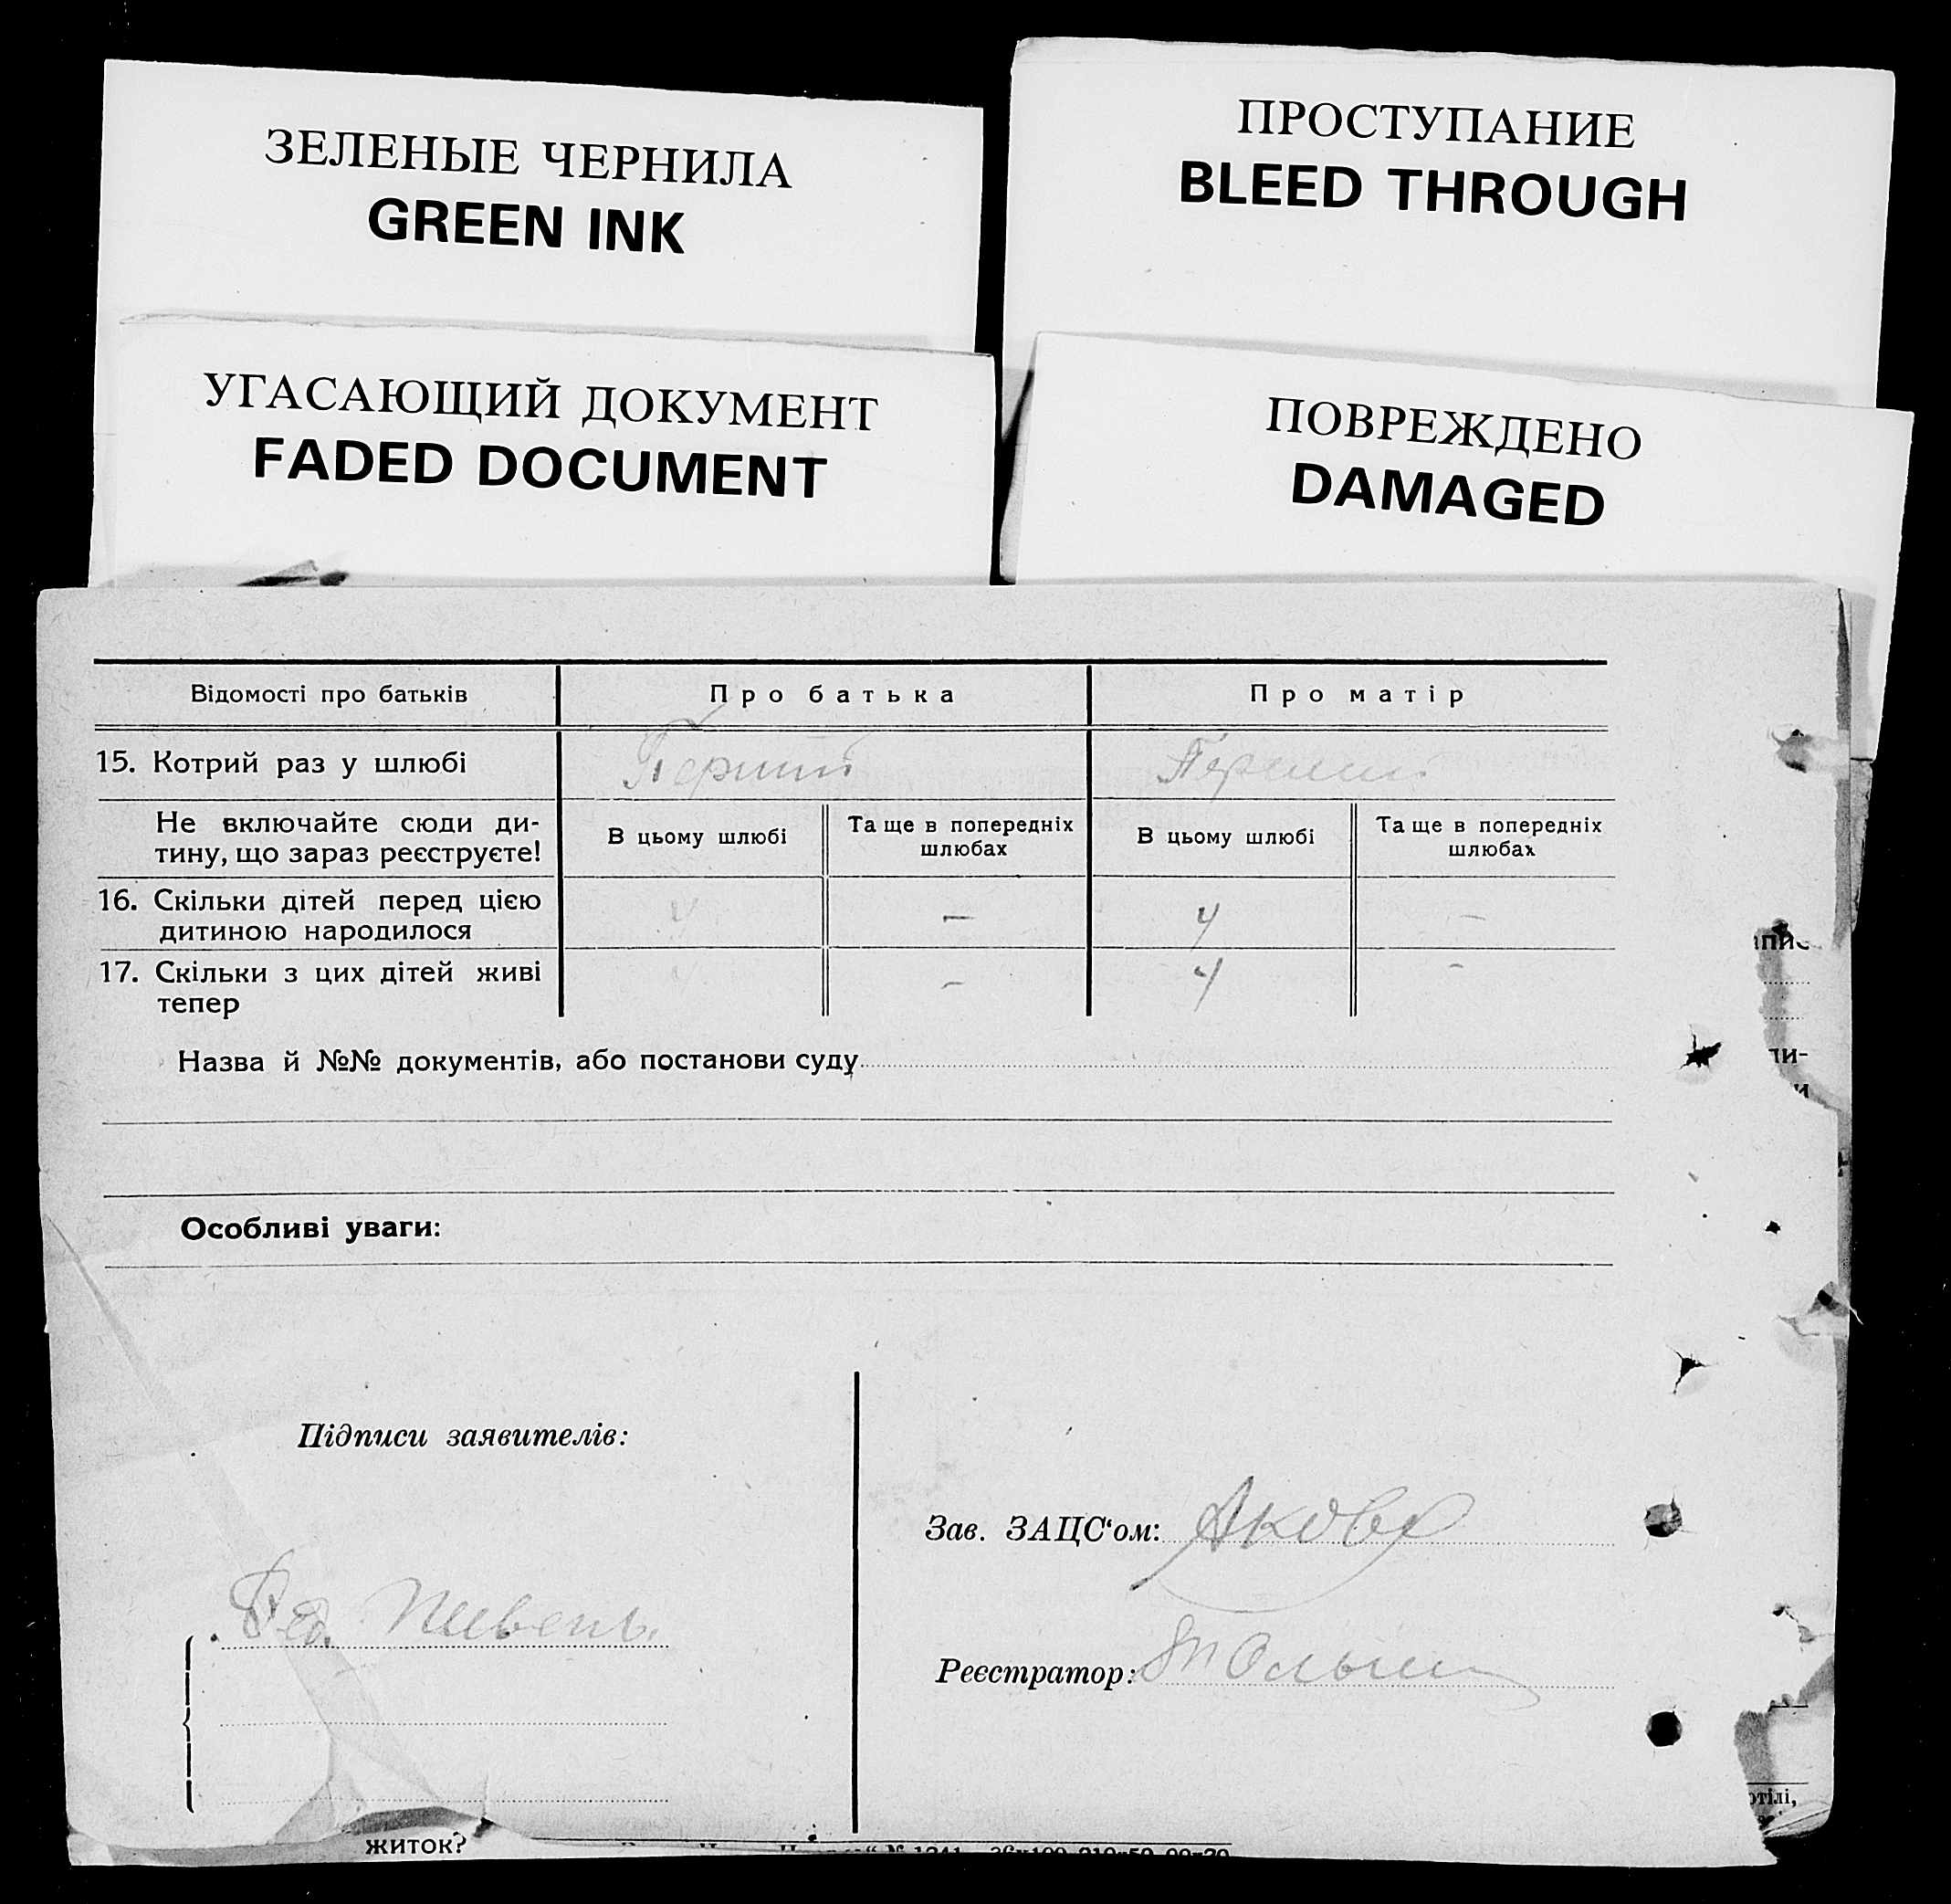 ЗЕЛЕНЫЕ ЧЕРНИЛА
GREEN INK
ПРОСТУПАНИЕ
BLEED THROUGH
УГАСАЮЩИЙ ДОКУМЕНТ
FADED DOCUMENT
ПОВРЕЖДЕНО
DAMAGED
Відомості про батьків Про батька Про матір
15. Котрий раз у шлюбі Перший Перший
Не включайте сюди ди-
тину, що зараз реєструєте!
В цьому шлюбі Та ще в попередніх
шлюбах
В цьому шлюбі Та ще в попередніх
шлюбах
16. Скільки дітей перед цією
дитиною народилося 4 – 4 –
17. Скільки з цих дітей живі
тепер 4 – 4 –
Назва й №№ документів, або постанови суду
Особливі уваги:
Підписи заявителів:
Зав. ЗАЦС‘ом:
Фед. Пивень.
Реєстратор:
житок?